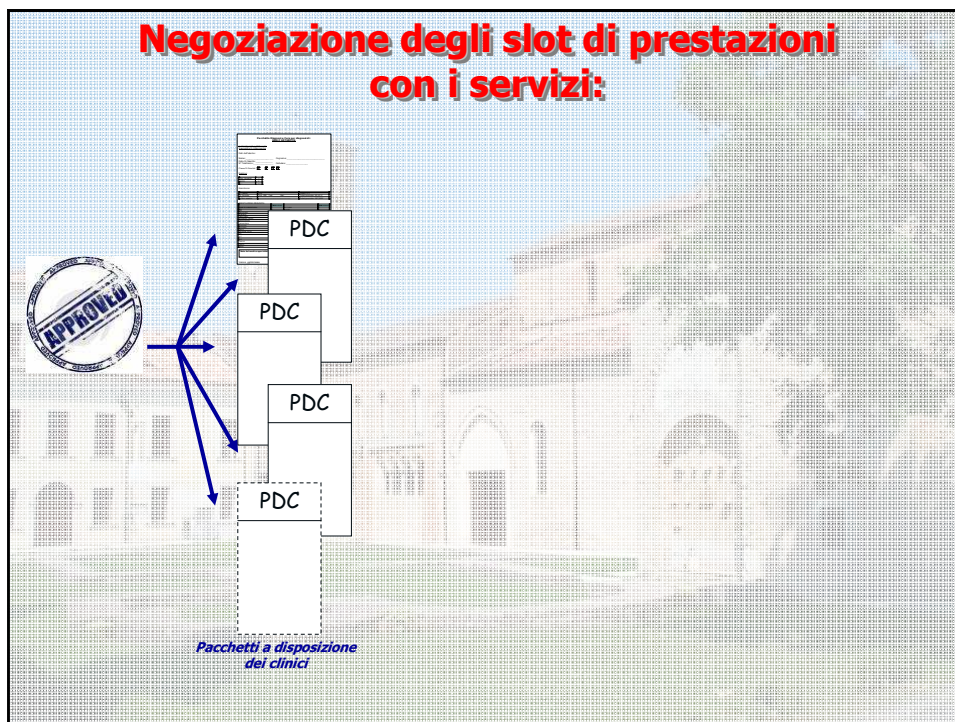 Negoziazione degli slot di prestazioni
con i servizi:
PDC
APPROVED
PDC
PDC
PDC
Pacchetti a disposizione
dei clinici